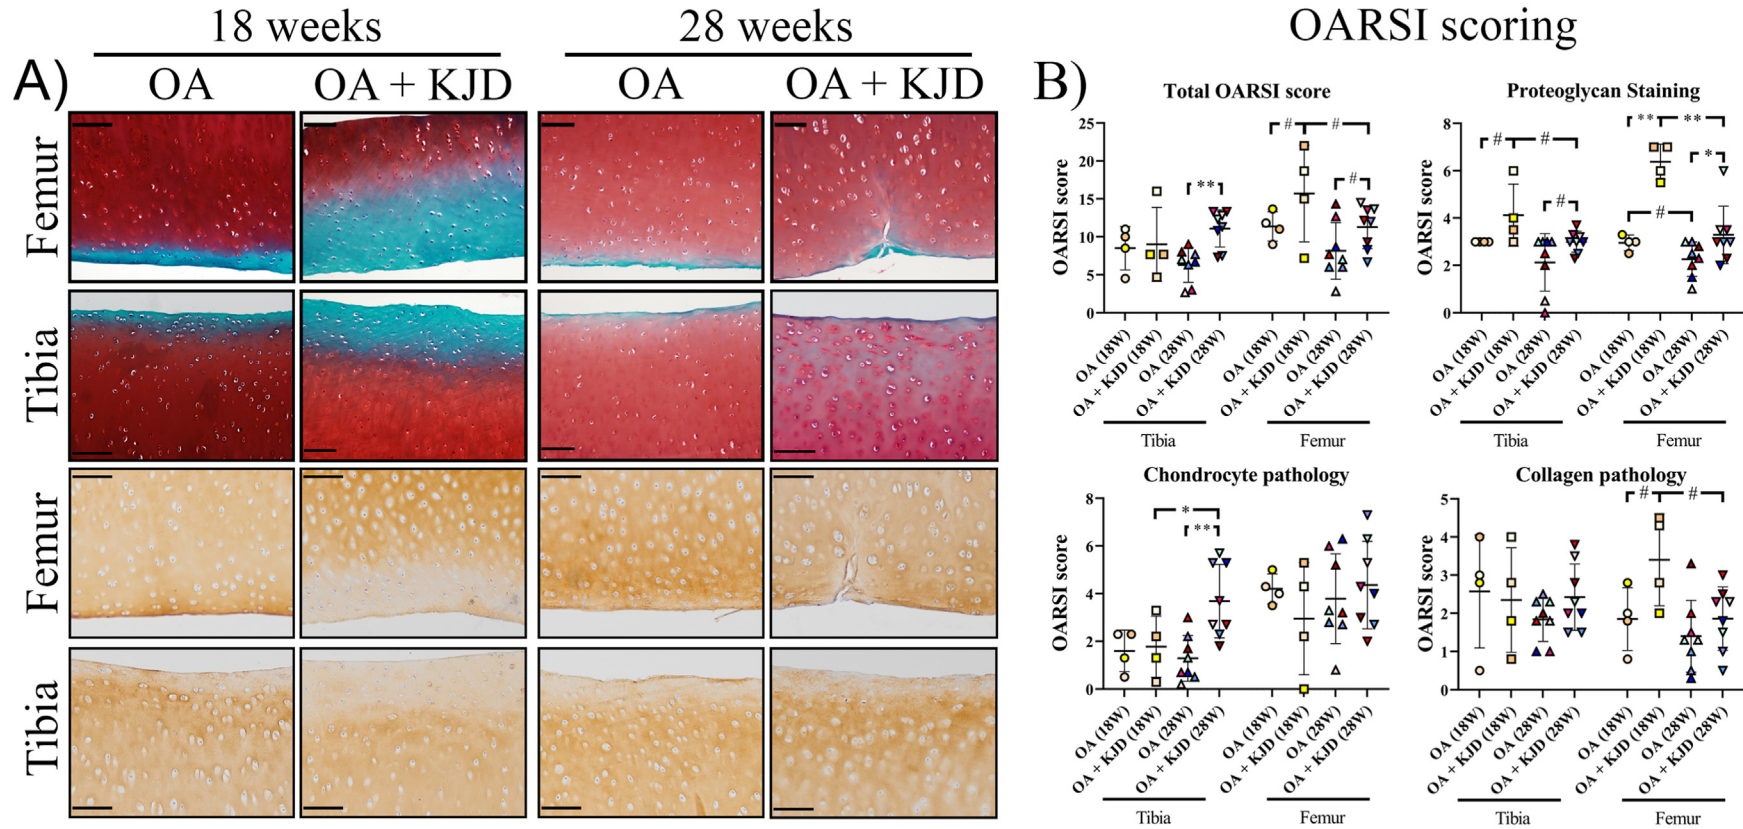 18 weeks
28 weeks
OARSI scoring
A)
OA
OA + KJD
OA
OA + KJD
B)
Femur
Tibia
Femur
Tibia
Total OARSI score
OARSI score
25
20
15
10
5
0
#
#
**
#
OA (18W)
OA + KJD (18W)
OA (28W)
OA + KJD (28W)
OA (18W)
OA + KJD (18W)
OA (28W)
OA + KJD (28W)
Tibia
Femur
Proteoglycan Staining
OARSI score
8
6
4
2
0
#
#
#
**
**
*
#
OA (18W)
OA + KJD (18W)
OA (28W)
OA + KJD (28W)
OA (18W)
OA + KJD (18W)
OA (28W)
OA + KJD (28W)
Tibia
Femur
Chondrocyte pathology
OARSI score
8
6
4
2
0
*
**
OA (18W)
OA + KJD (18W)
OA (28W)
OA + KJD (28W)
OA (18W)
OA + KJD (18W)
OA (28W)
OA + KJD (28W)
Tibia
Femur
Collagen pathology
OARSI score
5
4
3
2
1
0
#
#
OA (18W)
OA + KJD (18W)
OA (28W)
OA + KJD (28W)
OA (18W)
OA + KJD (18W)
OA (28W)
OA + KJD (28W)
Tibia
Femur